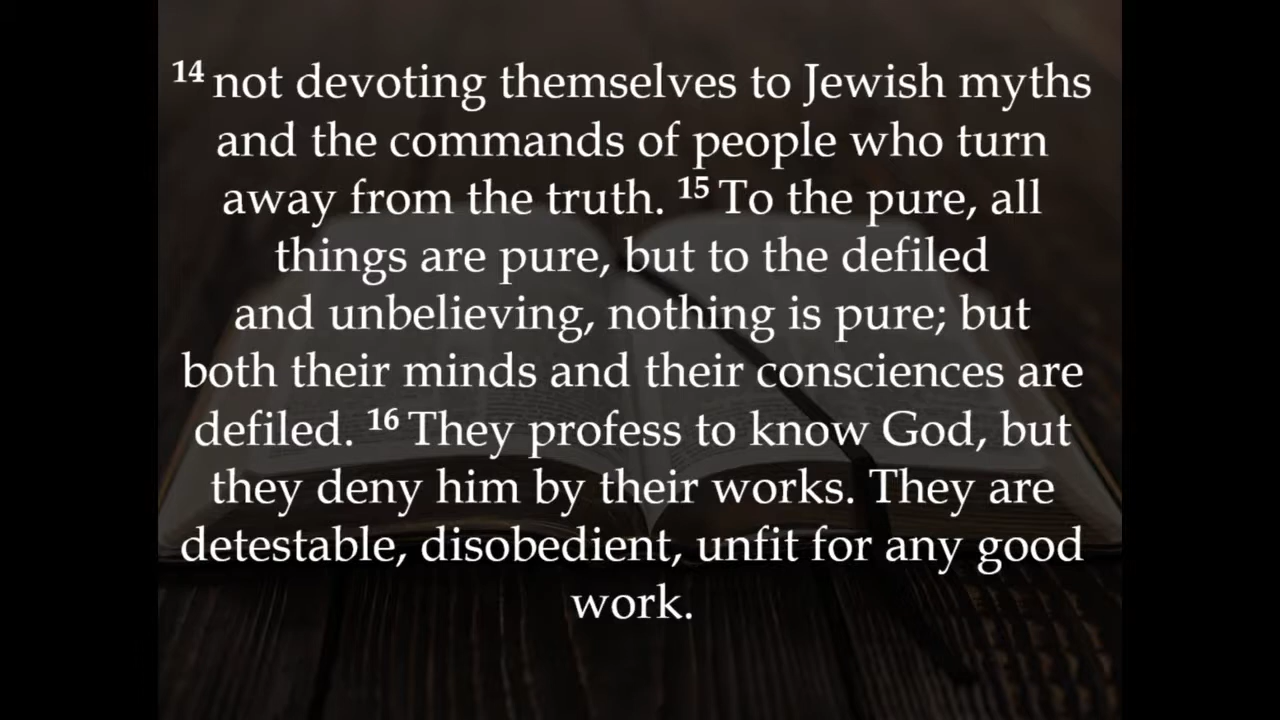 14 not devoting themselves to Jewish myths
and the commands of people who turn
away from the truth. 15 To the pure, all
things are pure, but to the defiled
and unbelieving, nothing is pure; but
both their minds and their consciences are
defiled. 16 They profess to know God, but
they deny him by their works. They are
detestable, disobedient, unfit for any good
work.